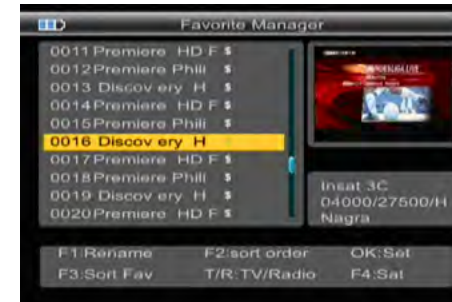 Favorite Manager
0011 Premiere HD F $
0012 Premiere Phili $
0013 Discov ery H $
0014 Premiere HD F $
0015 Premiere Phili $
0016 Discov ery H $
0017 Premiere HD F $
0018 Premiere Phili $
0019 Discov ery H $
0020 Premiere HD F $
Insat 3C
04000/27500/H
Nagra
F1:Rename F2:sort order OK:Set
F3:Sort Fav T/R:TV/Radio F4:Sat